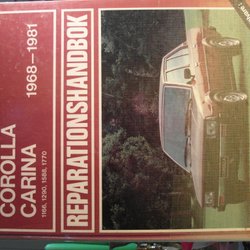 COROLLA
CARINA
1968–1981
1166, 1290, 1588, 1770
REPARATIONSHANDBOK